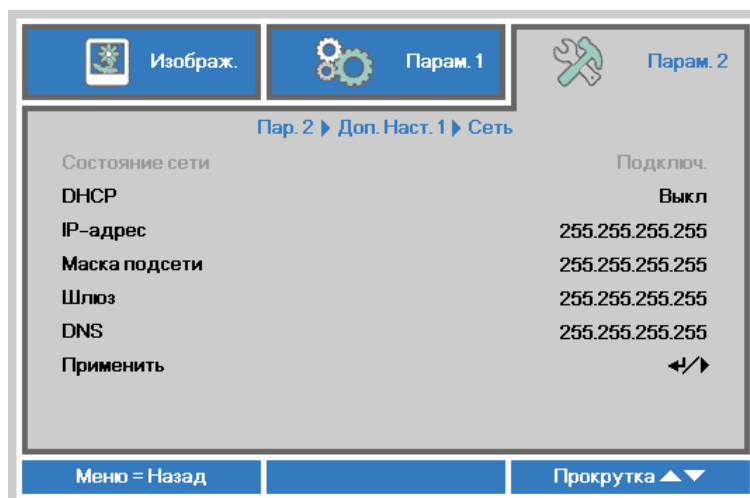 Изображ.
Парам. 1
Парам. 2
Пар. 2 ▶ Доп. Наст. 1 ▶ Сеть
Состояние сети Подключ.
DHCP Выкл
IP-адрес 255.255.255.255
Маска подсети 255.255.255.255
Шлюз 255.255.255.255
DNS 255.255.255.255
Применить ↵/▶
Меню = Назад
Прокрутка ▲▼